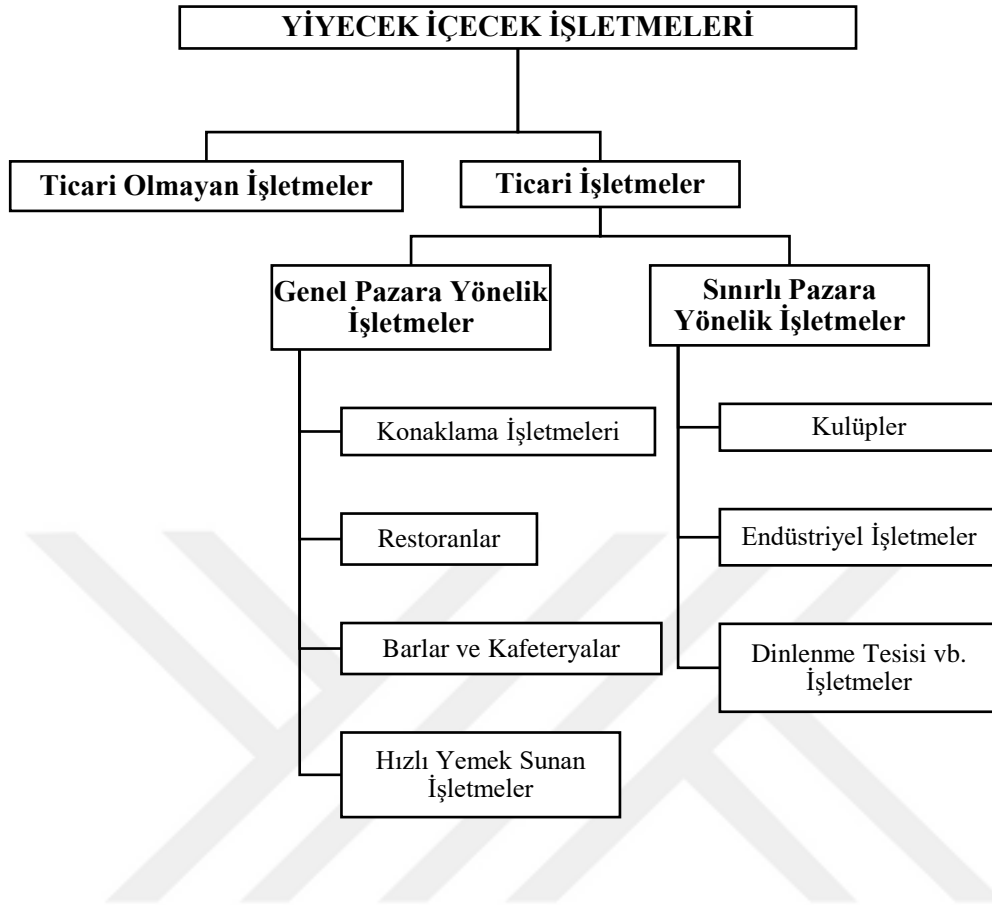 YİYECEK İÇECEK İŞLETMELERİ
Ticari Olmayan İşletmeler
Ticari İşletmeler
Genel Pazara Yönelik
İşletmeler
Sınırlı Pazara
Yönelik İşletmeler
Konaklama İşletmeleri
Restoranlar
Barlar ve Kafeteryalar
Hızlı Yemek Sunan
İşletmeler
Kulüpler
Endüstriyel İşletmeler
Dinlenme Tesisi vb.
İşletmeler